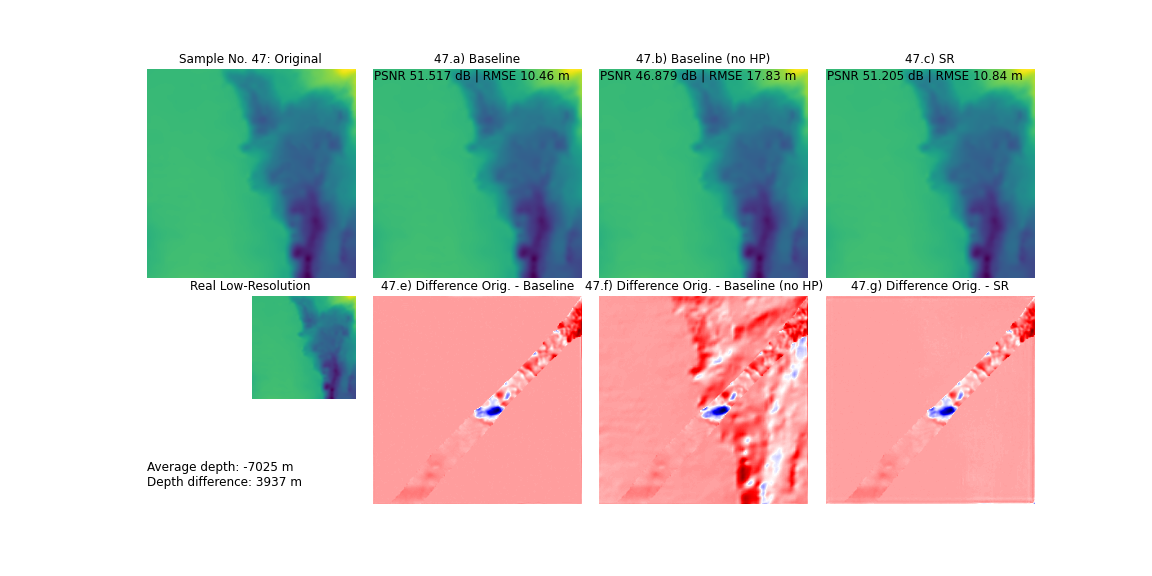 Sample No. 47: Original
47.a) Baseline
47.b) Baseline (no HP)
47.c) SR
PSNR 51.517 dB | RMSE 10.46 m
PSNR 46.879 dB | RMSE 17.83 m
PSNR 51.205 dB | RMSE 10.84 m
Real Low-Resolution
47.e) Difference Orig. - Baseline
47.f) Difference Orig. - Baseline (no HP)
47.g) Difference Orig. - SR
Average depth: -7025 m
Depth difference: 3937 m